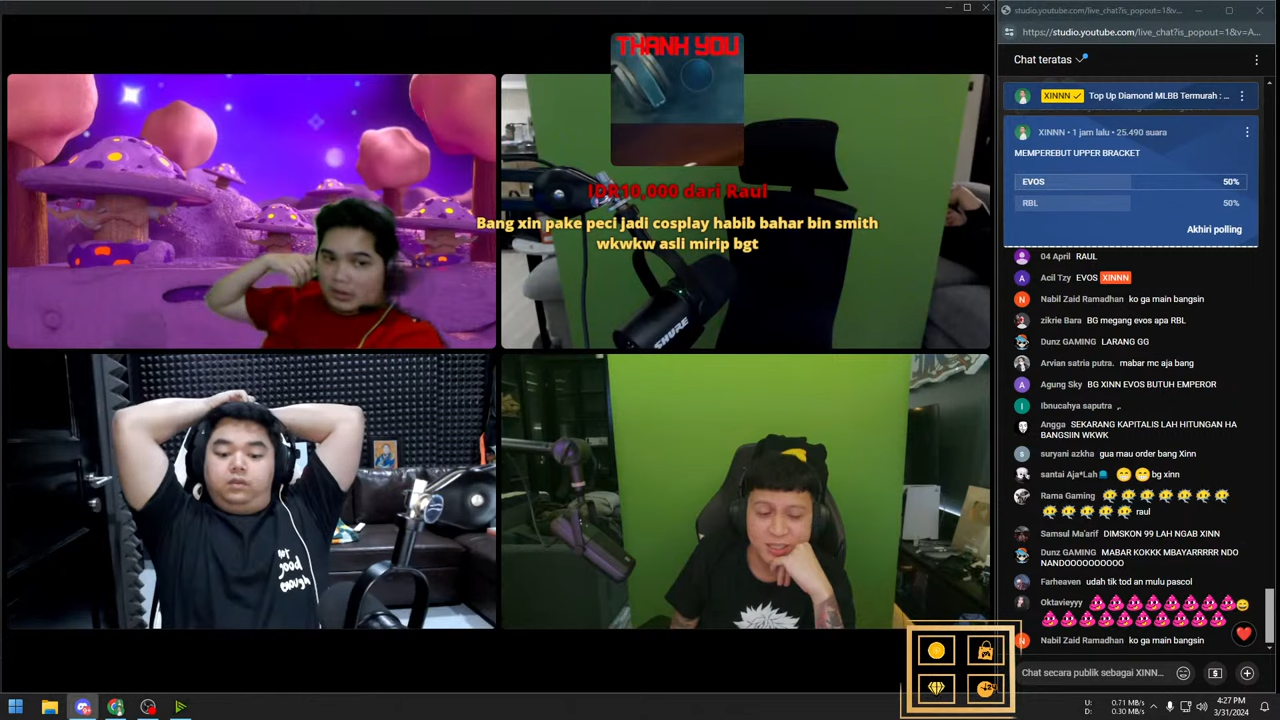 THANK YOU
IDR10,000 dari Raul
Bang xin pake peci jadi cosplay habib bahar bin smith
wkwkw asli mirip bgt
SHURE
not
good
enough
studio.youtube.com/live_chat?is_popout=1&v...
https://studio.youtube.com/live_chat?is_popout=1&v=A...
Chat teratas
XINNN Top Up Diamond MLBB Termurah : ...
XINNN • 1 jam lalu • 25.490 suara
MEMPEREBUT UPPER BRACKET
EVOS 50%
RBL 50%
Akhiri polling
04 April RAUL
Acil Tzy EVOS XINNN
Nabil Zaid Ramadhan ko ga main bangsin
zikrie Bara BG megang evos apa RBL
Dunz GAMING LARANG GG
Arvian satria putra. mabar mc aja bang
Agung Sky BG XINN EVOS BUTUH EMPEROR
Ibnucahya saputra
Angga SEKARANG KAPITALIS LAH HITUNGAN HA
BANGSIIN WKWK
suryani azkha gua mau order bang Xinn
santai Aja*Lah bg xinn
Rama Gaming
raul
Samsul Ma'arif DIMSKON 99 LAH NGAB XINN
Dunz GAMING MABAR KOKKK MBAYARRRRR NDO
NANDOOOOOOOOOO
Farheaven udah tik tod an mulu pascol
Oktavieyyy
Nabil Zaid Ramadhan ko ga main bangsin
Chat secara publik sebagai XINN...
U: 0.71 MB/s
D: 0.30 MB/s
4:27 PM
3/31/2024